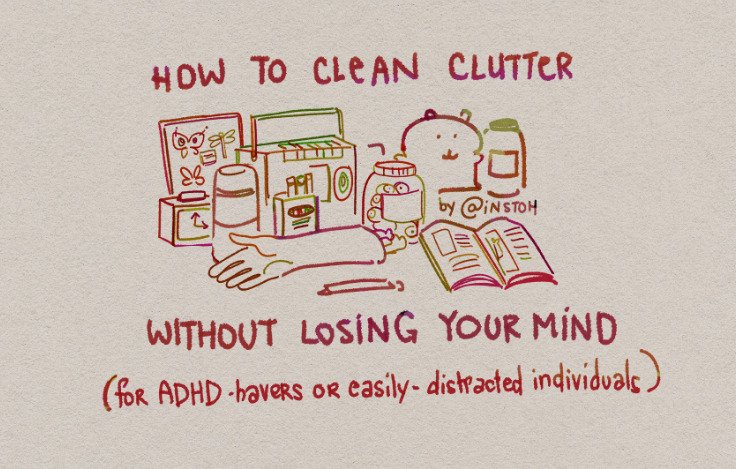 HOW TO CLEAN CLUTTER
by @iNSTOH
WITHOUT LOSiNG YOUR MiND
(for ADHD-havers OR easily-distracted individuals)